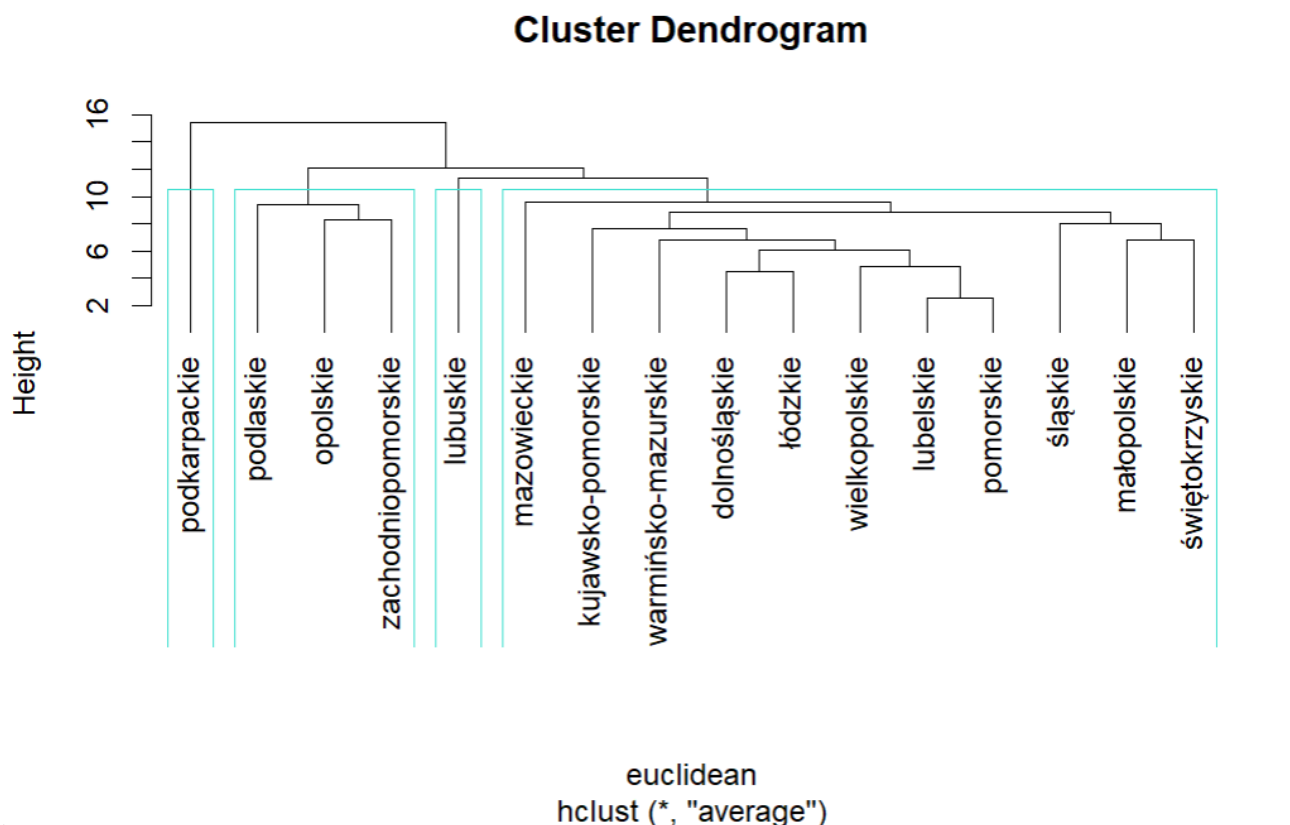 Cluster Dendrogram
Height
16
10
6
2
podkarpackie
podlaskie
opolskie
zachodniopomorskie
lubuskie
mazowieckie
kujawsko-pomorskie
warmińsko-mazurskie
dolnośląskie
łódzkie
wielkopolskie
lubelskie
pomorskie
śląskie
małopolskie
świętokrzyskie
euclidean
hclust (*, "average")